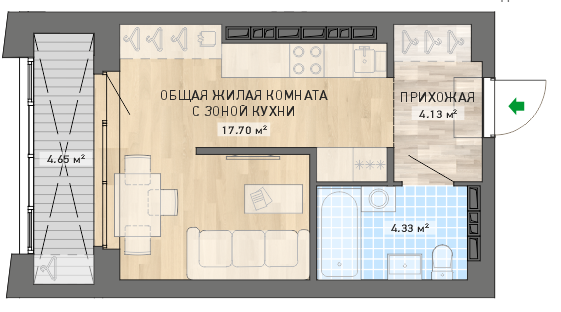 ОБЩАЯ ЖИЛАЯ КОМНАТА
С ЗОНОЙ КУХНИ
17.70 м²
ПРИХОЖАЯ
4.13 м²
4.65 м²
4.33 м²